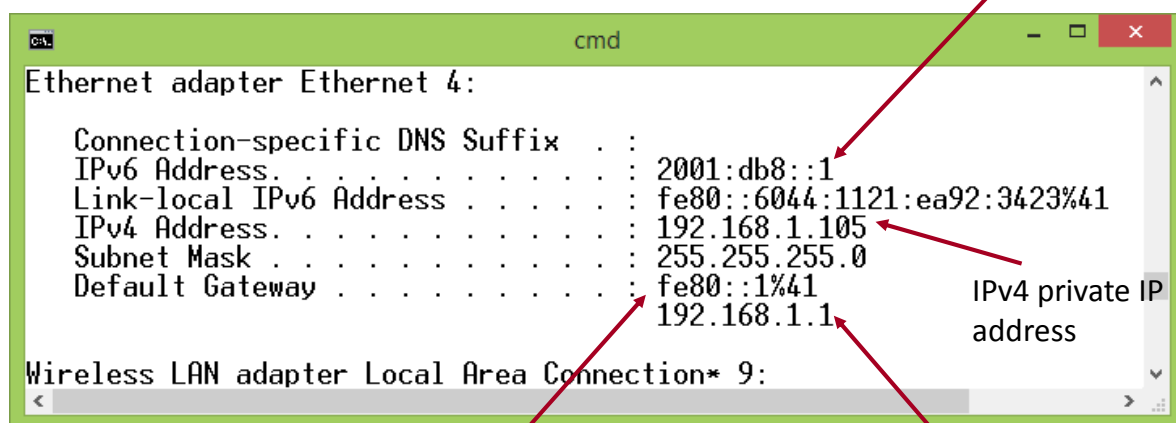 C:\.
cmd
Ethernet adapter Ethernet 4:
Connection-specific DNS Suffix . :
IPv6 Address. . . . . . . . . . . : 2001:db8::1
Link-local IPv6 Address . . . . . : fe80::6044:1121:ea92:3423%41
IPv4 Address. . . . . . . . . . . : 192.168.1.105
Subnet Mask . . . . . . . . . . . : 255.255.255.0
Default Gateway . . . . . . . . . : fe80::1%41
192.168.1.1
IPv4 private IP
address
Wireless LAN adapter Local Area Connection* 9: